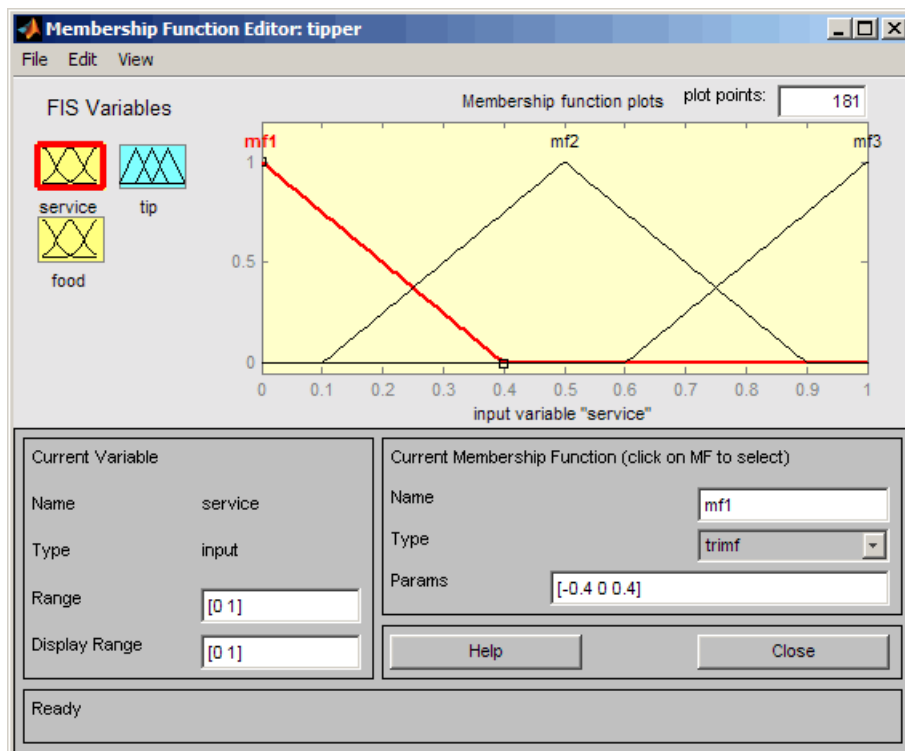 Membership Function Editor: tipper
File Edit View
FIS Variables
service
tip
food
Membership function plots
plot points:
181
mf1
mf2
mf3
1
0.5
0
0 0.1 0.2 0.3 0.4 0.5 0.6 0.7 0.8 0.9 1
input variable "service"
Current Variable
Name service
Type input
Range [0 1]
Display Range [0 1]
Current Membership Function (click on MF to select)
Name mf1
Type trimf
Params [-0.4 0 0.4]
Help
Close
Ready